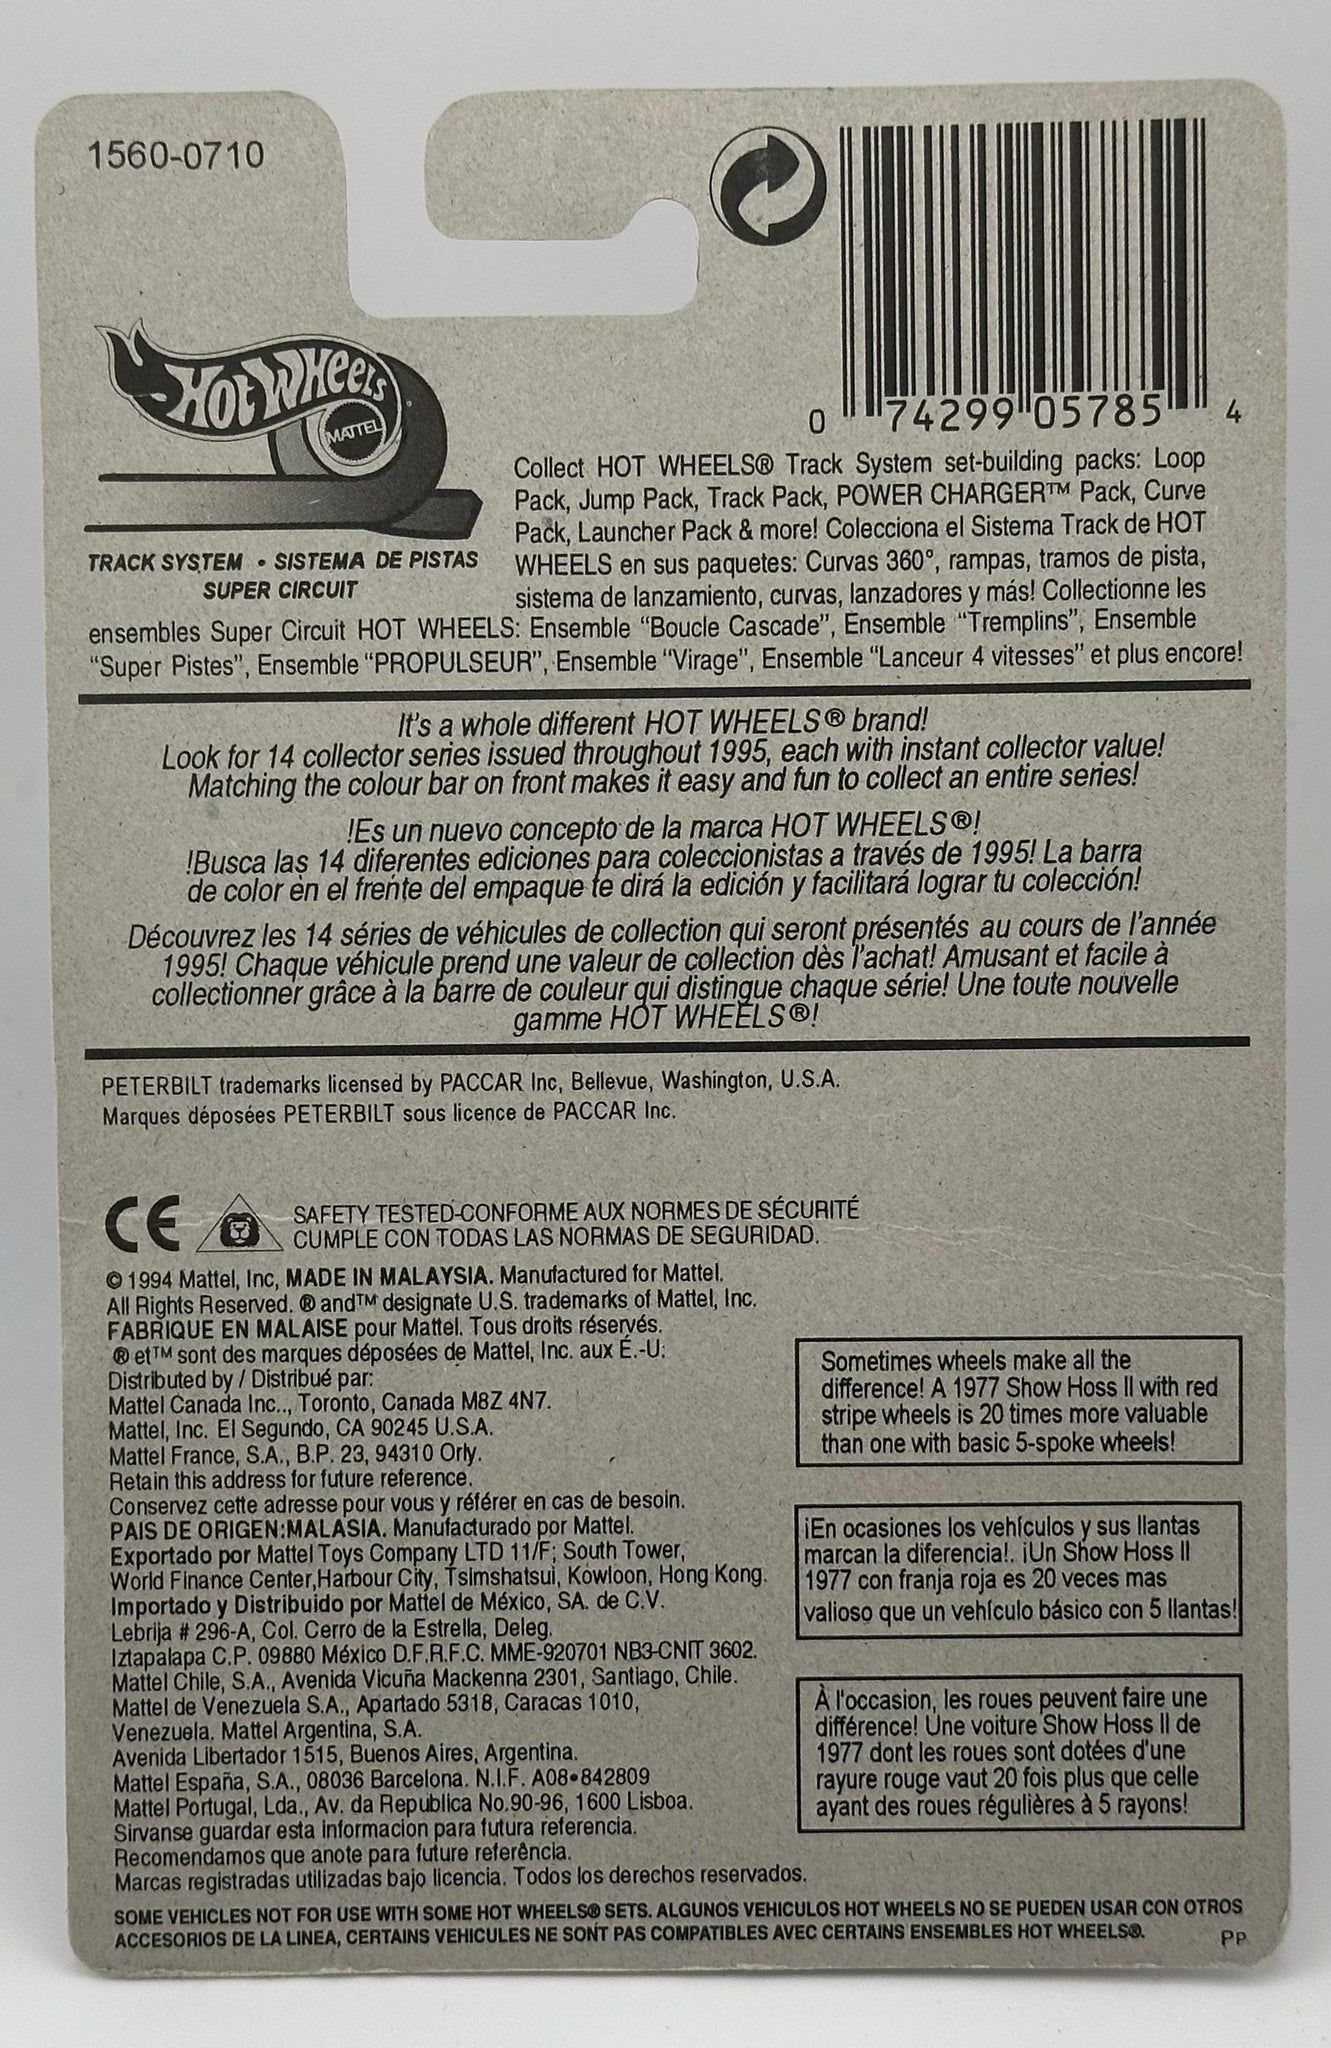 1560-0710
0 74299 05785 4
HOT WHEELS
MATTEL
TRACK SYSTEM • SISTEMA DE PISTAS
SUPER CIRCUIT
Collect HOT WHEELS® Track System set-building packs: Loop
Pack, Jump Pack, Track Pack, POWER CHARGER™ Pack, Curve
Pack, Launcher Pack & more! Colecciona el Sistema Track de HOT
WHEELS en sus paquetes: Curvas 360°, rampas, tramos de pista,
sistema de lanzamiento, curvas, lanzadores y más! Collectionne les
ensembles Super Circuit HOT WHEELS: Ensemble “Boucle Cascade”, Ensemble “Tremplins”, Ensemble
“Super Pistes”, Ensemble “PROPULSEUR”, Ensemble “Virage”, Ensemble “Lanceur 4 vitesses” et plus encore!
It's a whole different HOT WHEELS® brand!
Look for 14 collector series issued throughout 1995, each with instant collector value!
Matching the colour bar on front makes it easy and fun to collect an entire series!
!Es un nuevo concepto de la marca HOT WHEELS®!
!Busca las 14 diferentes ediciones para coleccionistas a través de 1995! La barra
de color en el frente del empaque te dirá la edición y facilitará lograr tu colección!
Découvrez les 14 séries de véhicules de collection qui seront présentés au cours de l'année
1995! Chaque véhicule prend une valeur de collection dès l'achat! Amusant et facile à
collectionner grâce à la barre de couleur qui distingue chaque série! Une toute nouvelle
gamme HOT WHEELS®!
PETERBILT trademarks licensed by PACCAR Inc, Bellevue, Washington, U.S.A.
Marques déposées PETERBILT sous licence de PACCAR Inc.
CE
SAFETY TESTED-CONFORME AUX NORMES DE SÉCURITÉ
CUMPLE CON TODAS LAS NORMAS DE SEGURIDAD.
© 1994 Mattel, Inc, MADE IN MALAYSIA. Manufactured for Mattel.
All Rights Reserved. ® and™ designate U.S. trademarks of Mattel, Inc.
FABRIQUE EN MALAISE pour Mattel. Tous droits réservés.
® et™ sont des marques déposées de Mattel, Inc. aux É.-U:
Distributed by / Distribué par:
Mattel Canada Inc.., Toronto, Canada M8Z 4N7.
Mattel, Inc. El Segundo, CA 90245 U.S.A.
Mattel France, S.A., B.P. 23, 94310 Orly.
Retain this address for future reference.
Conservez cette adresse pour vous y référer en cas de besoin.
PAIS DE ORIGEN:MALASIA. Manufacturado por Mattel.
Exportado por Mattel Toys Company LTD 11/F; South Tower,
World Finance Center,Harbour City, Tsimshatsui, Kowloon, Hong Kong.
Importado y Distribuido por Mattel de México, SA. de C.V.
Lebrija # 296-A, Col. Cerro de la Estrella, Deleg.
Iztapalapa C.P. 09880 México D.F.R.F.C. MME-920701 NB3-CNIT 3602.
Mattel Chile, S.A., Avenida Vicuña Mackenna 2301, Santiago, Chile.
Mattel de Venezuela S.A., Apartado 5318, Caracas 1010,
Venezuela. Mattel Argentina, S.A.
Avenida Libertador 1515, Buenos Aires, Argentina.
Mattel España, S.A., 08036 Barcelona. N.I.F. A08•842809
Mattel Portugal, Lda., Av. da Republica No.90-96, 1600 Lisboa.
Sirvanse guardar esta informacion para futura referencia.
Recomendamos que anote para future referência.
Marcas registradas utilizadas bajo licencia. Todos los derechos reservados.
Sometimes wheels make all the
difference! A 1977 Show Hoss II with red
stripe wheels is 20 times more valuable
than one with basic 5-spoke wheels!
¡En ocasiones los vehículos y sus llantas
marcan la diferencia!. ¡Un Show Hoss II
1977 con franja roja es 20 veces mas
valioso que un vehículo básico con 5 llantas!
À l'occasion, les roues peuvent faire une
différence! Une voiture Show Hoss II de
1977 dont les roues sont dotées d'une
rayure rouge vaut 20 fois plus que celle
ayant des roues régulières à 5 rayons!
SOME VEHICLES NOT FOR USE WITH SOME HOT WHEELS® SETS. ALGUNOS VEHICULOS HOT WHEELS NO SE PUEDEN USAR CON OTROS
ACCESORIOS DE LA LINEA, CERTAINS VEHICULES NE SONT PAS COMPATIBLES AVEC CERTAINS ENSEMBLES HOT WHEELS®.
PP